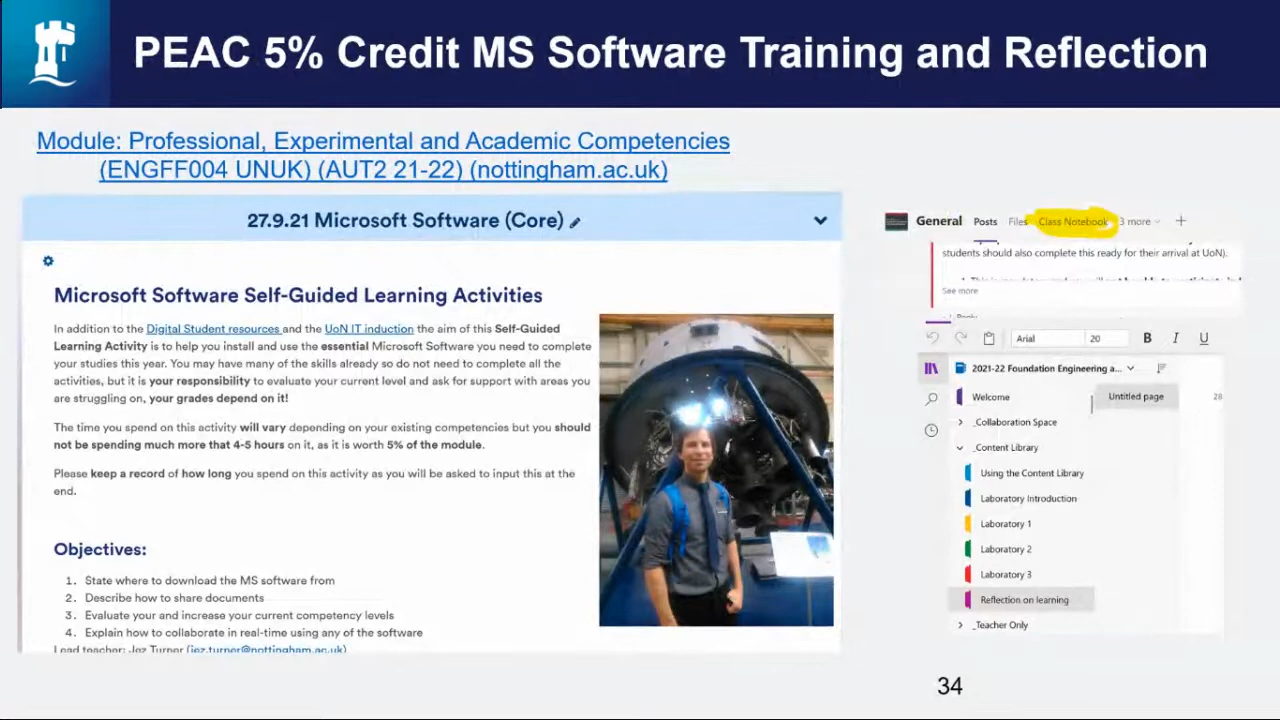 PEAC 5% Credit MS Software Training and Reflection
Module: Professional, Experimental and Academic Competencies
(ENGFF004 UNUK) (AUT2 21-22) (nottingham.ac.uk)
27.9.21 Microsoft Software (Core)
Microsoft Software Self-Guided Learning Activities
In addition to the Digital Student resources and the UoN IT induction the aim of this Self-Guided
Learning Activity is to help you install and use the essential Microsoft Software you need to complete
your studies this year. You may have many of the skills already so do not need to complete all the
activities, but it is your responsibility to evaluate your current level and ask for support with areas you
are struggling on, your grades depend on it!
The time you spend on this activity will vary depending on your existing competencies but you should
not be spending much more that 4-5 hours on it, as it is worth 5% of the module.
Please keep a record of how long you spend on this activity as you will be asked to input this at the
end.
Objectives:
1. State where to download the MS software from
2. Describe how to share documents
3. Evaluate your and increase your current competency levels
4. Explain how to collaborate in real-time using any of the software
Lead teacher: Jez Turner (jez.turner@nottingham.ac.uk)
General Posts Files Class Notebook 3 more +
students should also complete this ready for their arrival at UoN).
See more
Reply
Arial 20 B I U
2021-22 Foundation Engineering a...
Welcome Untitled page 28
_Collaboration Space
_Content Library
Using the Content Library
Laboratory Introduction
Laboratory 1
Laboratory 2
Laboratory 3
Reflection on learning
_Teacher Only
34